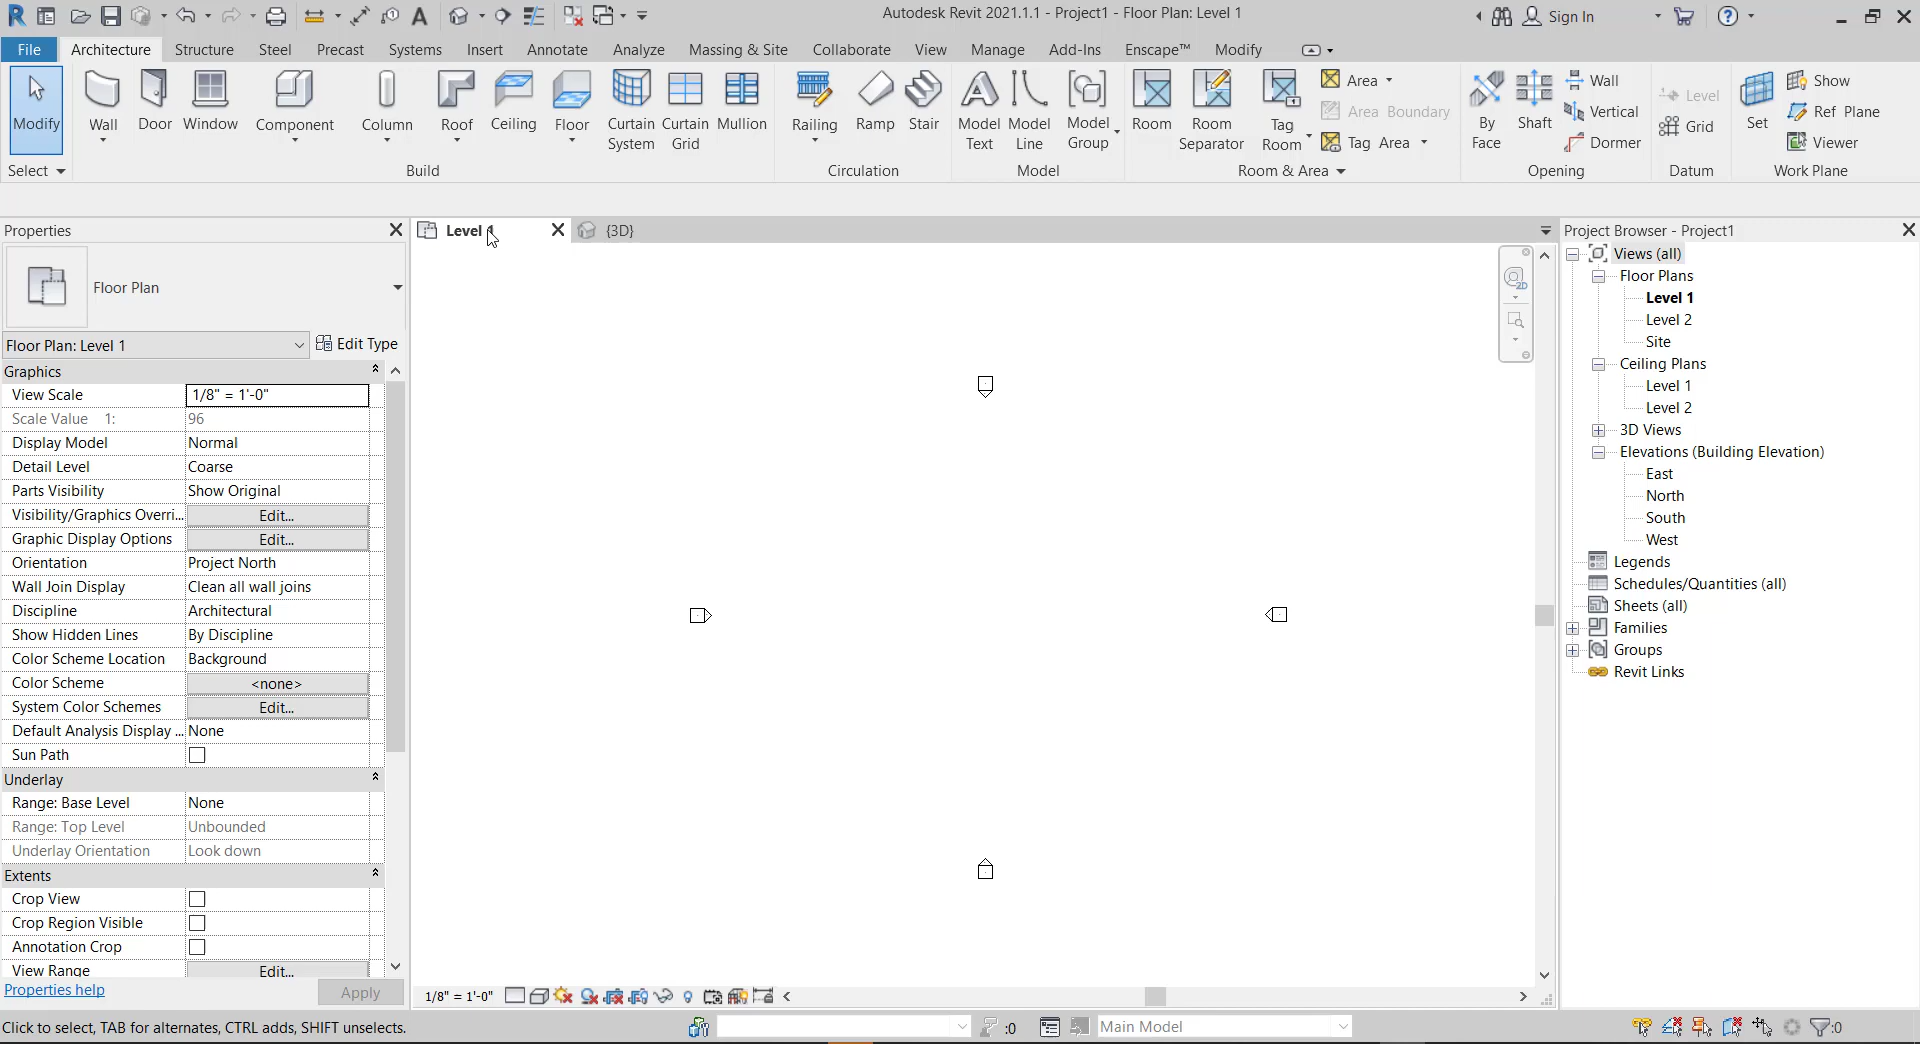 Autodesk Revit 2021.1.1 - Project1 - Floor Plan: Level 1
Sign In
File Architecture Structure Steel Precast Systems Insert Annotate Analyze Massing & Site Collaborate View Manage Add-Ins Enscape™ Modify
Modify
Wall
Door
Window
Component
Column
Roof
Ceiling
Floor
Curtain System
Curtain Grid
Mullion
Railing
Ramp
Stair
Model Text
Model Line
Model Group
Room
Room Separator
Tag Room
Area
Area Boundary
Tag Area
By Face
Shaft
Wall
Vertical
Dormer
Level
Grid
Set
Show
Ref Plane
Viewer
Select
Build
Circulation
Model
Room & Area
Opening
Datum
Work Plane
Properties
Floor Plan
Floor Plan: Level 1
Edit Type
Graphics
View Scale 1/8" = 1'-0"
Scale Value 1: 96
Display Model Normal
Detail Level Coarse
Parts Visibility Show Original
Visibility/Graphics Overri... Edit...
Graphic Display Options Edit...
Orientation Project North
Wall Join Display Clean all wall joins
Discipline Architectural
Show Hidden Lines By Discipline
Color Scheme Location Background
Color Scheme <none>
System Color Schemes Edit...
Default Analysis Display ... None
Sun Path
Underlay
Range: Base Level None
Range: Top Level Unbounded
Underlay Orientation Look down
Extents
Crop View
Crop Region Visible
Annotation Crop
View Range Edit...
Properties help
Apply
Level 1
{3D}
2D
1/8" = 1'-0"
Project Browser - Project1
Views (all)
Floor Plans
Level 1
Level 2
Site
Ceiling Plans
Level 1
Level 2
3D Views
Elevations (Building Elevation)
East
North
South
West
Legends
Schedules/Quantities (all)
Sheets (all)
Families
Groups
Revit Links
Click to select, TAB for alternates, CTRL adds, SHIFT unselects.
:0
Main Model
:0